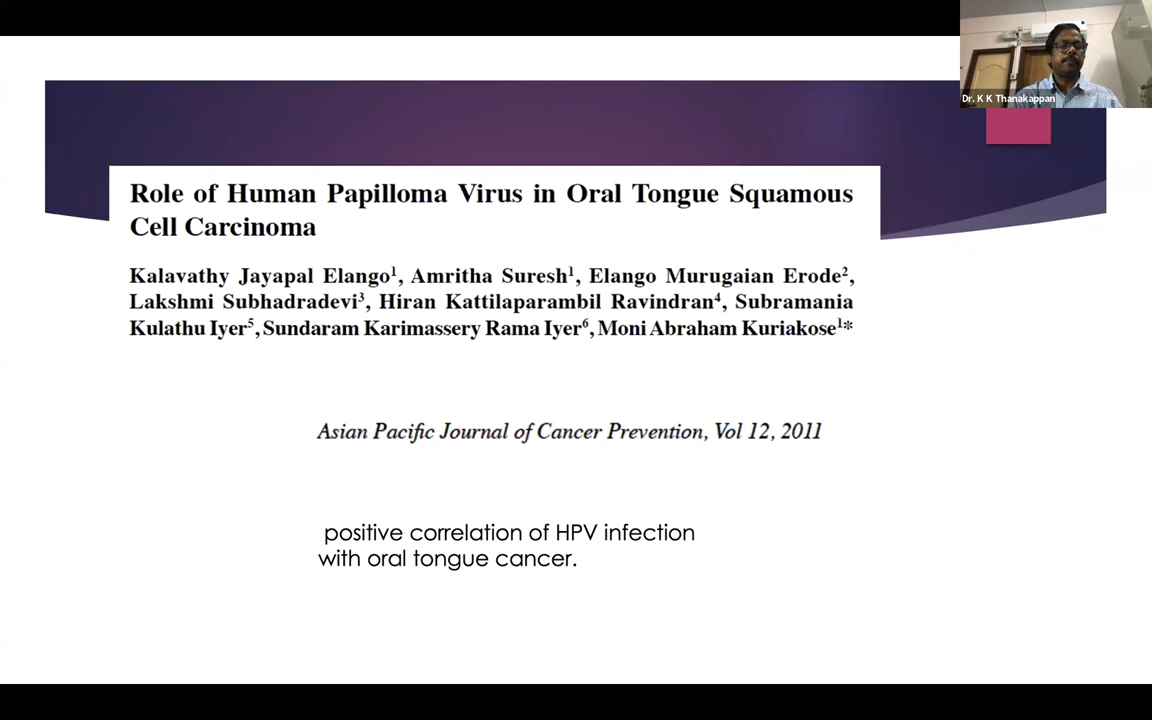 Dr. K K Thanakappan
Role of Human Papilloma Virus in Oral Tongue Squamous
Cell Carcinoma
Kalavathy Jayapal Elango¹, Amritha Suresh¹, Elango Murugaian Erode²,
Lakshmi Subhadradevi³, Hiran Kattilaparambil Ravindran⁴, Subramania
Kulathu Iyer⁵, Sundaram Karimassery Rama Iyer⁶, Moni Abraham Kuriakose¹*
Asian Pacific Journal of Cancer Prevention, Vol 12, 2011
positive correlation of HPV infection
with oral tongue cancer.